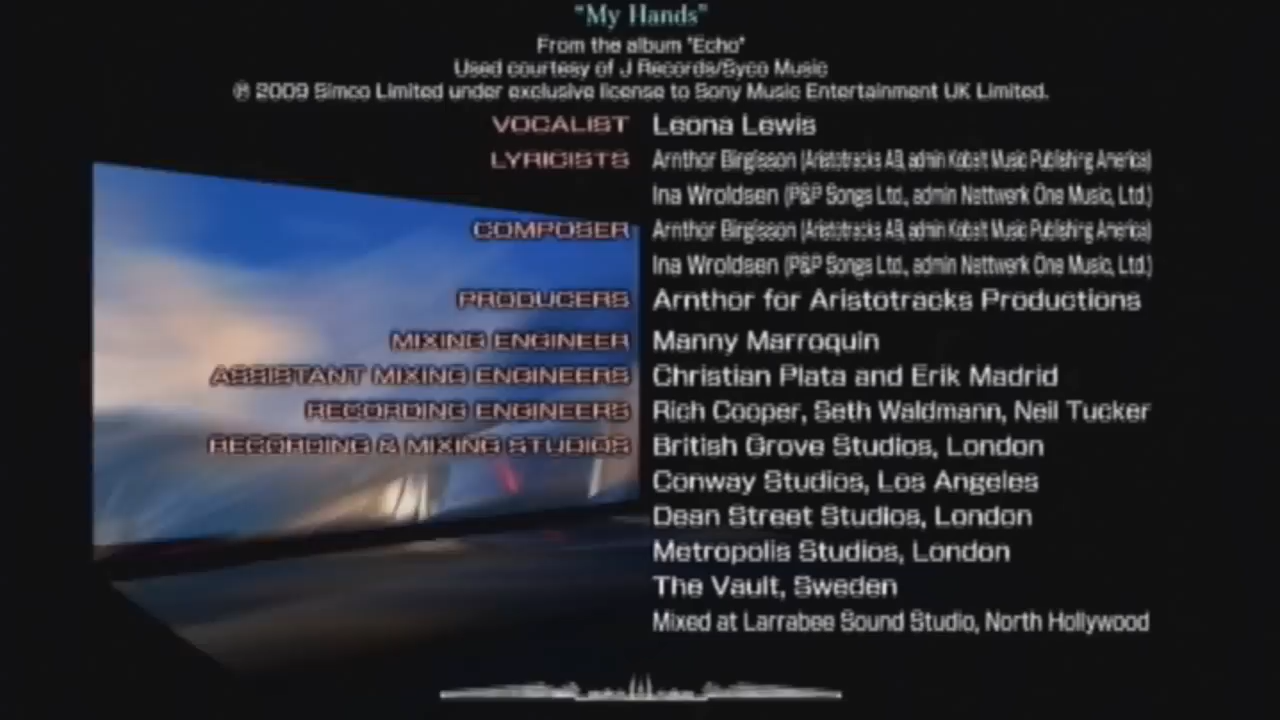 “My Hands”
From the album "Echo"
Used courtesy of J Records/Syco Music
℗ 2009 Simco Limited under exclusive license to Sony Music Entertainment UK Limited.
VOCALIST Leona Lewis
LYRICISTS Arnthor Birgisson (Aristotracks AB, admin Kobalt Music Publishing America)
Ina Wroldsen (P&P Songs Ltd., admin Nettwerk One Music, Ltd.)
COMPOSER Arnthor Birgisson (Aristotracks AB, admin Kobalt Music Publishing America)
Ina Wroldsen (P&P Songs Ltd., admin Nettwerk One Music, Ltd.)
PRODUCERS Arnthor for Aristotracks Productions
MIXING ENGINEER Manny Marroquin
ASSISTANT MIXING ENGINEERS Christian Plata and Erik Madrid
RECORDING ENGINEERS Rich Cooper, Seth Waldmann, Neil Tucker
RECORDING & MIXING STUDIOS British Grove Studios, London
Conway Studios, Los Angeles
Dean Street Studios, London
Metropolis Studios, London
The Vault, Sweden
Mixed at Larrabee Sound Studio, North Hollywood